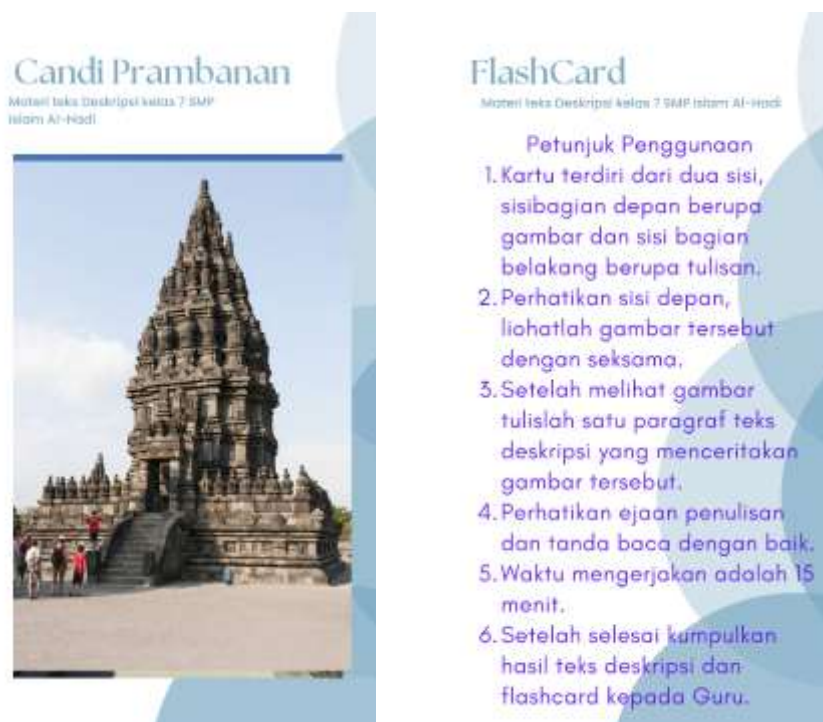 Candi Prambanan
Materi teks Deskripsi kelas 7 SMP
Islam Al-Hadi
FlashCard
Materi teks Deskripsi kelas 7 SMP Islam Al-Hadi
Petunjuk Penggunaan
1. Kartu terdiri dari dua sisi,
sisibagian depan berupa
gambar dan sisi bagian
belakang berupa tulisan.
2. Perhatikan sisi depan,
liohatlah gambar tersebut
dengan seksama.
3. Setelah melihat gambar
tulislah satu paragraf teks
deskripsi yang menceritakan
gambar tersebut.
4. Perhatikan ejaan penulisan
dan tanda baca dengan baik.
5. Waktu mengerjakan adalah 15
menit.
6. Setelah selesai kumpulkan
hasil teks deskripsi dan
flashcard kepada Guru.